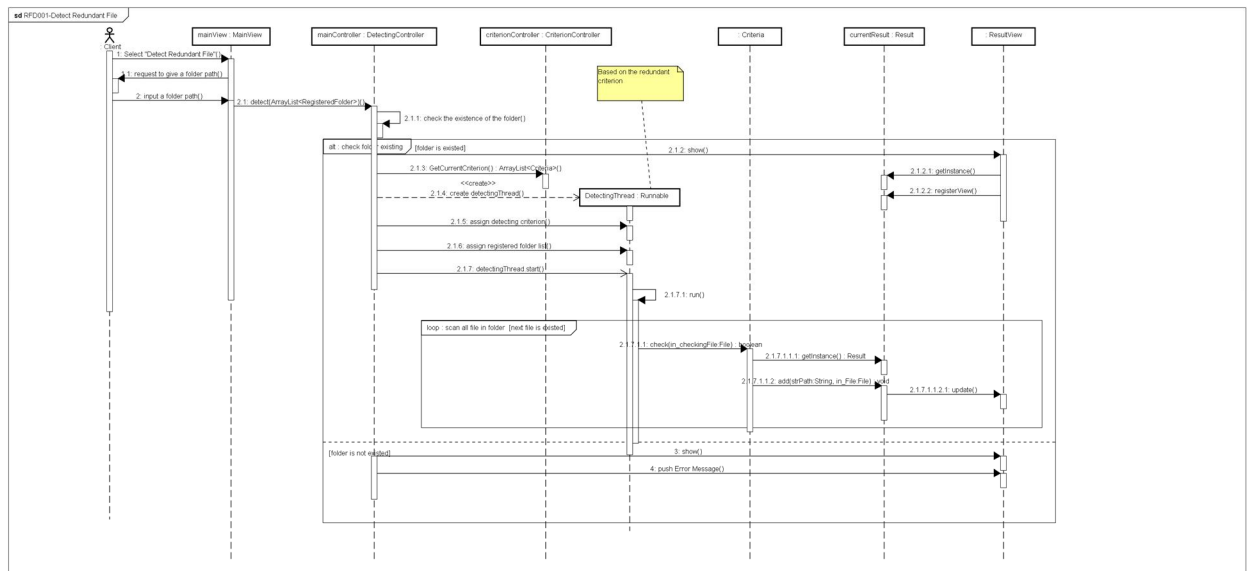 sd RFD001-Detect Redundant File
: Client
mainView : MainView
mainController : DetectingController
criterionController : CriterionController
: Criteria
currentResult : Result
: ResultView
1: Select "Detect Redundant File"()
1.1: request to give a folder path()
2: input a folder path()
2.1: detect(ArrayList<RegisteredFolder>)()
Based on the redundant
criterion
2.1.1: check the existence of the folder()
alt : check folder existing
[folder is existed]
2.1.2: show()
2.1.3: GetCurrentCriterion() : ArrayList<Criteria>()
2.1.2.1: getInstance()
<<create>>
2.1.4: create detectingThread()
DetectingThread : Runnable
2.1.2.2: registerView()
2.1.5: assign detecting criterion()
2.1.6: assign registered folder list()
2.1.7: detectingThread.start()
2.1.7.1: run()
loop : scan all file in folder [next file is existed]
2.1.7.1.1: check(in_checkingFile:File) : boolean
2.1.7.1.1.1: getInstance() : Result
2.1.7.1.1.2: add(strPath:String, in_File:File) : void
2.1.7.1.1.2.1: update()
[folder is not existed]
3: show()
4: push Error Message()